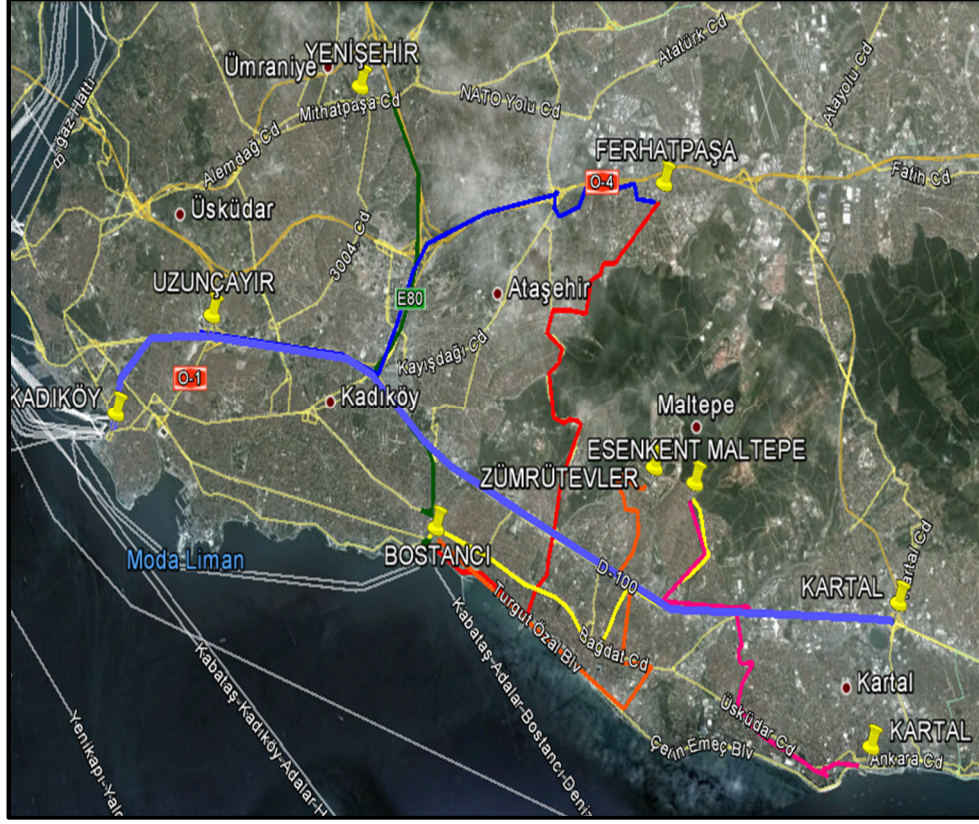 YENİŞEHİR
Ümraniye
Mithatpaşa Cd
NATO Yolu Cd
Atatürk Cd
Atayolu Cd
Alemdağ Cd
FERHATPAŞA
O-4
Fatih Cd
Üsküdar
3004. Cd
UZUNÇAYIR
E80
Ataşehir
Kayışdağı Cd
O-1
KADIKÖY
Kadıköy
Maltepe
ESENKENT MALTEPE
ZÜMRÜTEVLER
BOSTANCI
Moda Liman
D-100
KARTAL
Kartal Cd
Turgut Özal Blv
Bağdat Cd
Kabataş-Adalar-Bostancı-Deniz
Kabataş-Kadıköy-Adalar-H
Yenikapı-Yalr
Kartal
Üsküdar Cd
Çetin Emeç Blv
KARTAL
Ankara Cd